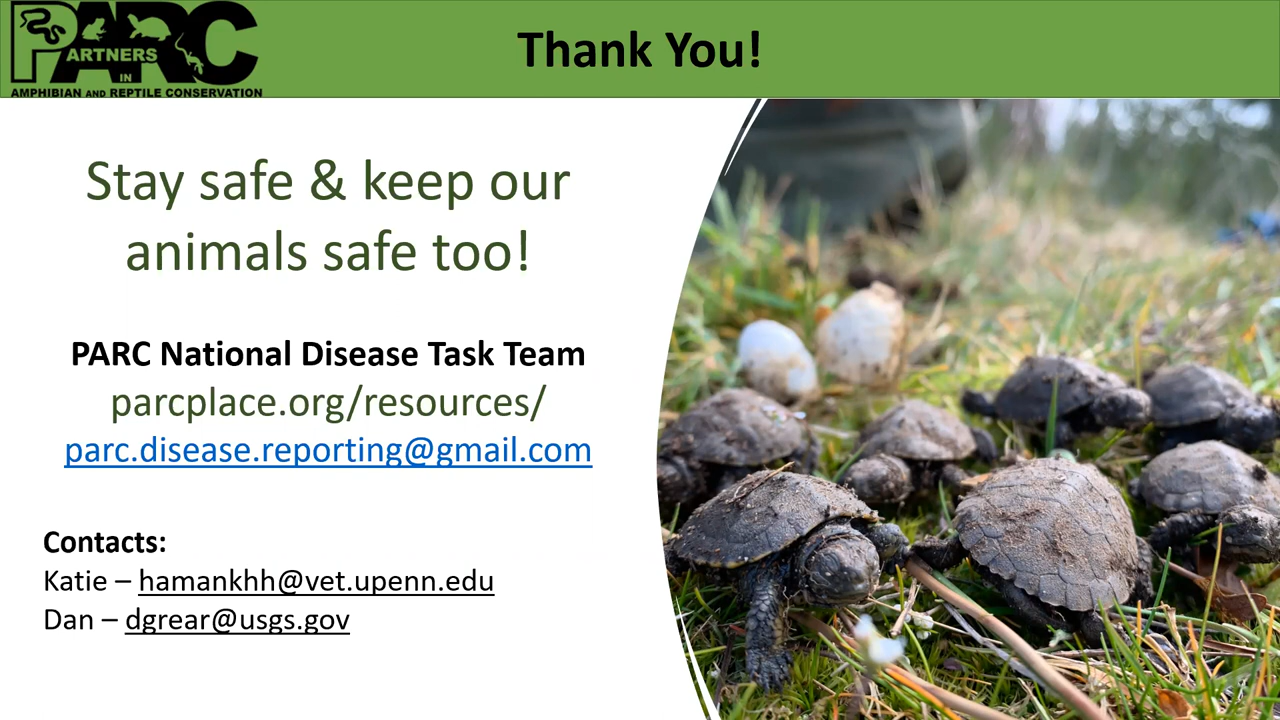 PARC
PARTNERS
IN
AMPHIBIAN AND REPTILE CONSERVATION
Thank You!
Stay safe & keep our
animals safe too!
PARC National Disease Task Team
parcplace.org/resources/
parc.disease.reporting@gmail.com
Contacts:
Katie – hamankhh@vet.upenn.edu
Dan – dgrear@usgs.gov